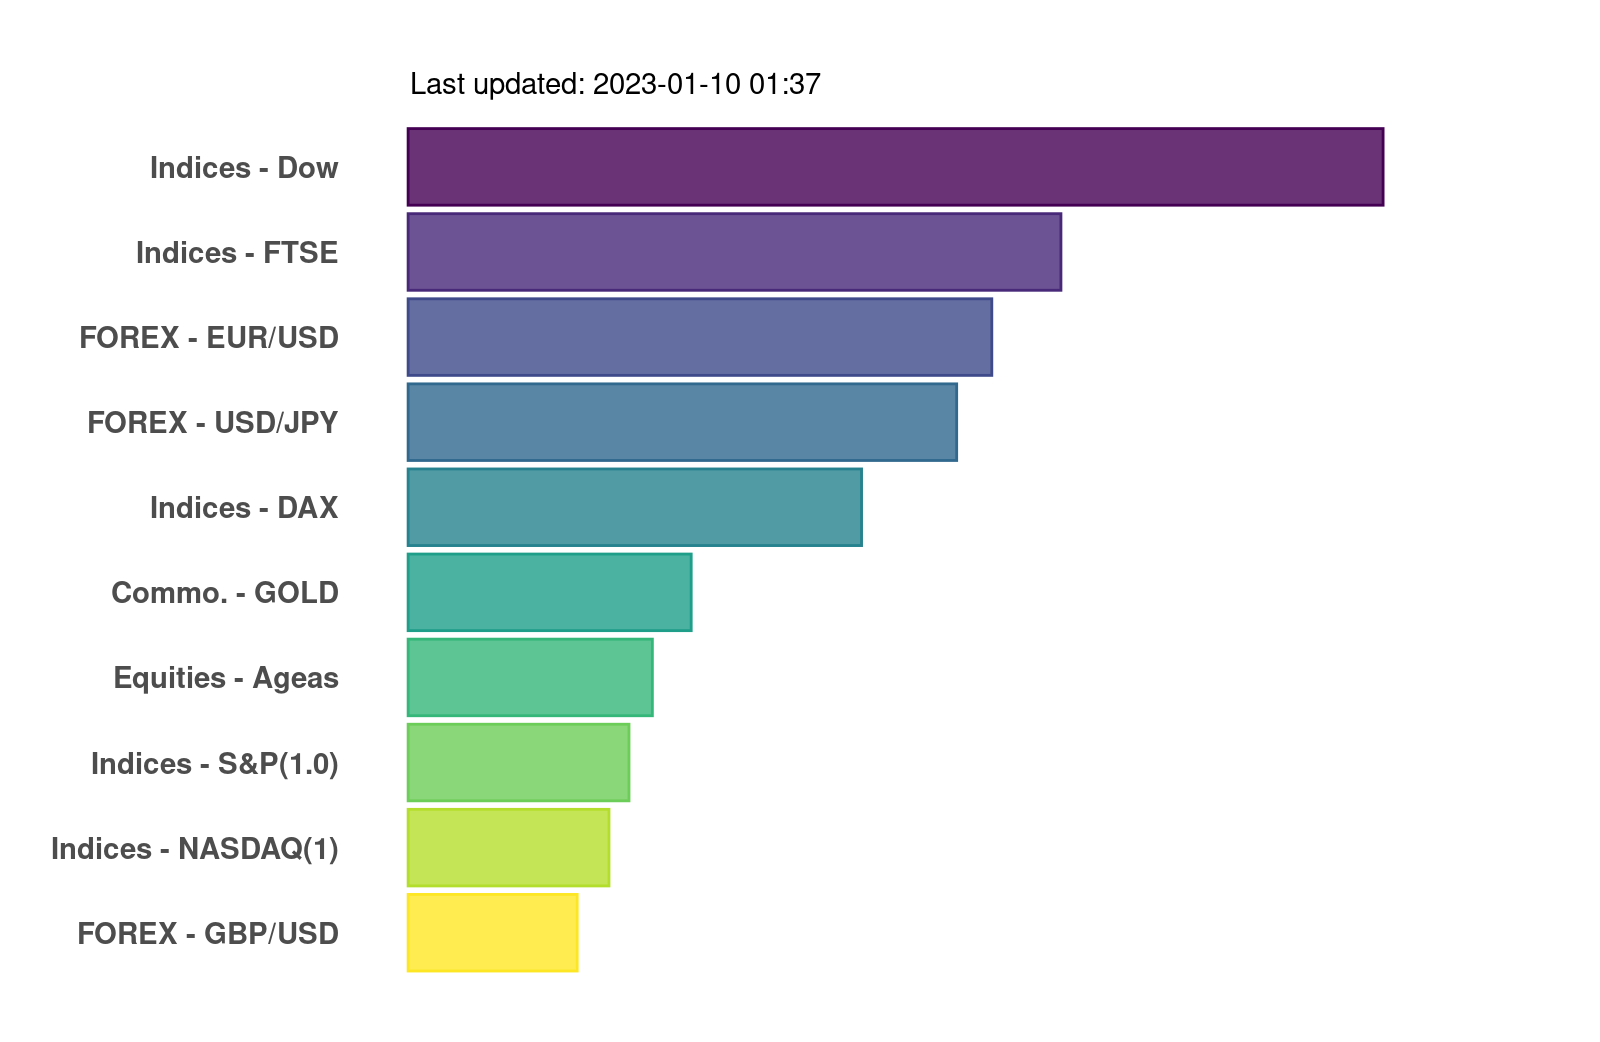 Last updated: 2023-01-10 01:37
Indices - Dow
Indices - FTSE
FOREX - EUR/USD
FOREX - USD/JPY
Indices - DAX
Commo. - GOLD
Equities - Ageas
Indices - S&P(1.0)
Indices - NASDAQ(1)
FOREX - GBP/USD